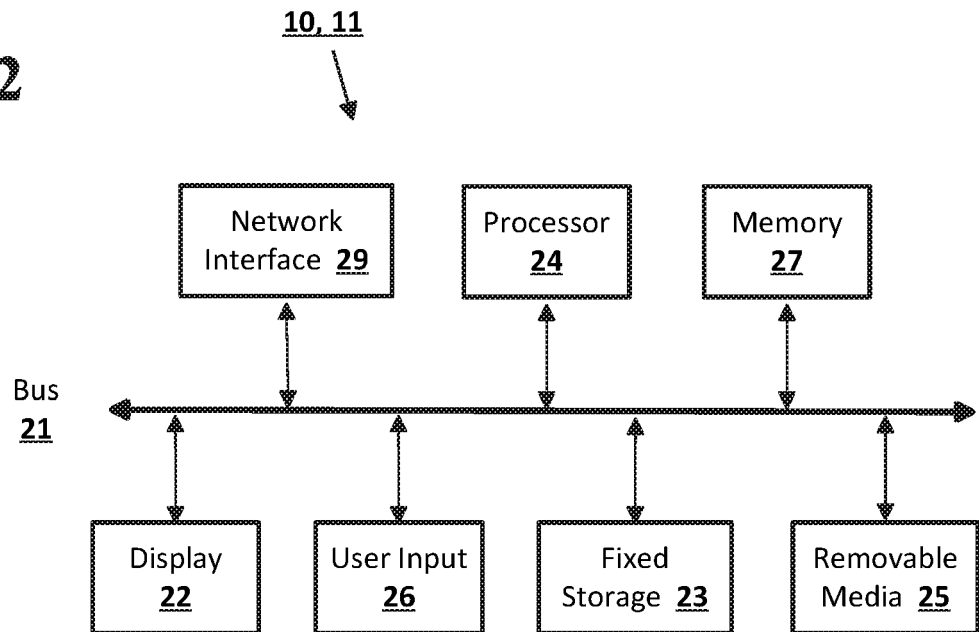 10, 11
2
Network
Interface 29
Processor
24
Memory
27
Bus
21
Display
22
User Input
26
Fixed
Storage 23
Removable
Media 25